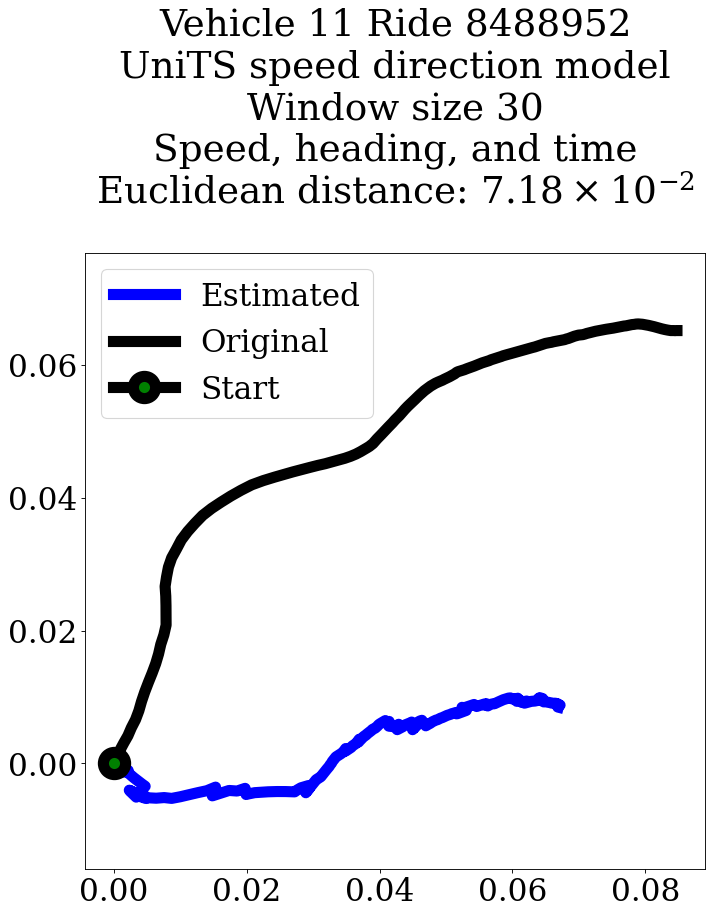 Vehicle 11 Ride 8488952
UniTS speed direction model
Window size 30
Speed, heading, and time
Euclidean distance: 7.18 × 10⁻²
Estimated
Original
Start
0.06
0.04
0.02
0.00
0.00 0.02 0.04 0.06 0.08